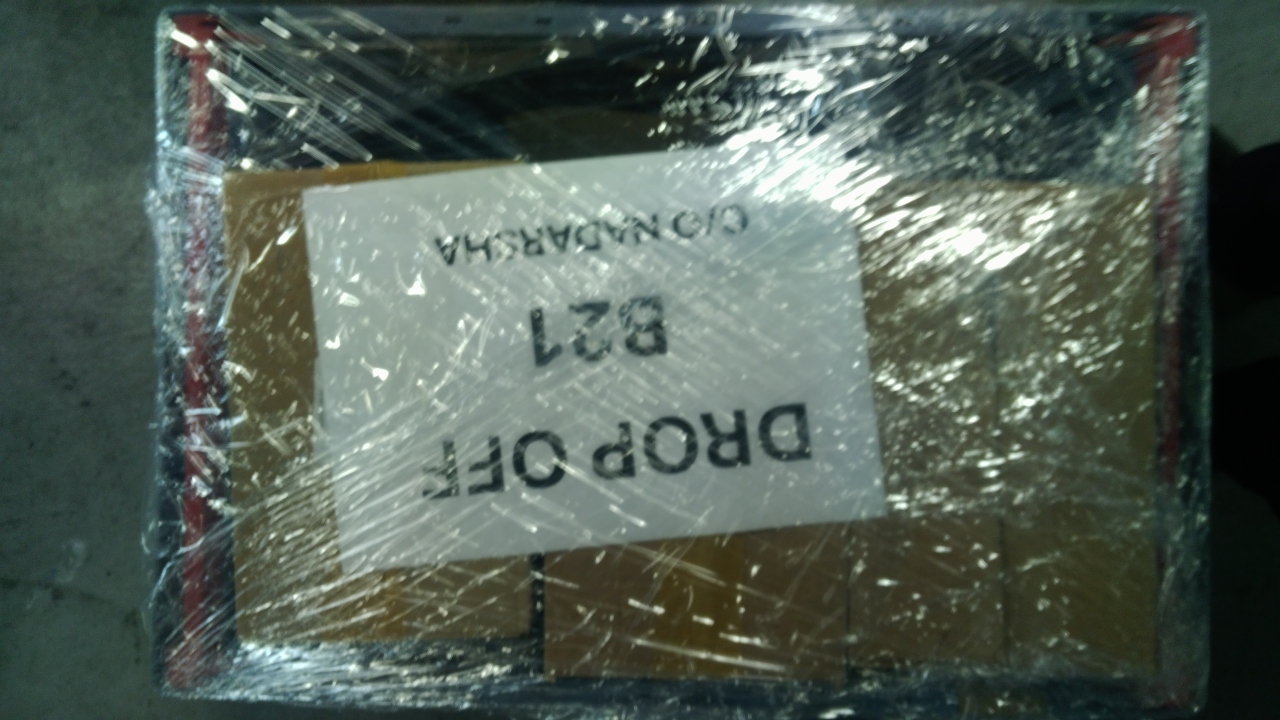 DROP OFF
B21
C/O NADARSHA